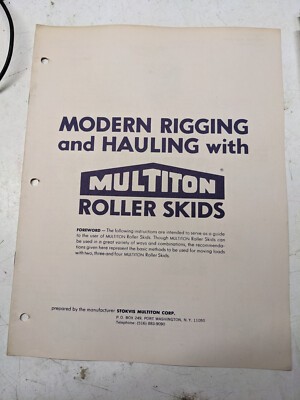 MODERN RIGGING
and HAULING with
MULTITON®
ROLLER SKIDS
FOREWORD — The following instructions are intended to serve as a guide
to the user of MULTITON Roller Skids. Though MULTITON Roller Skids can
be used in a great variety of ways and combinations, the recommenda-
tions given here represent the basic methods to be used for moving loads
with two, three and four MULTITON Roller Skids.
prepared by the manufacturer STOKVIS MULTITON CORP.
P. O. BOX 249, PORT WASHINGTON, N. Y. 11050
Telephone: (516)